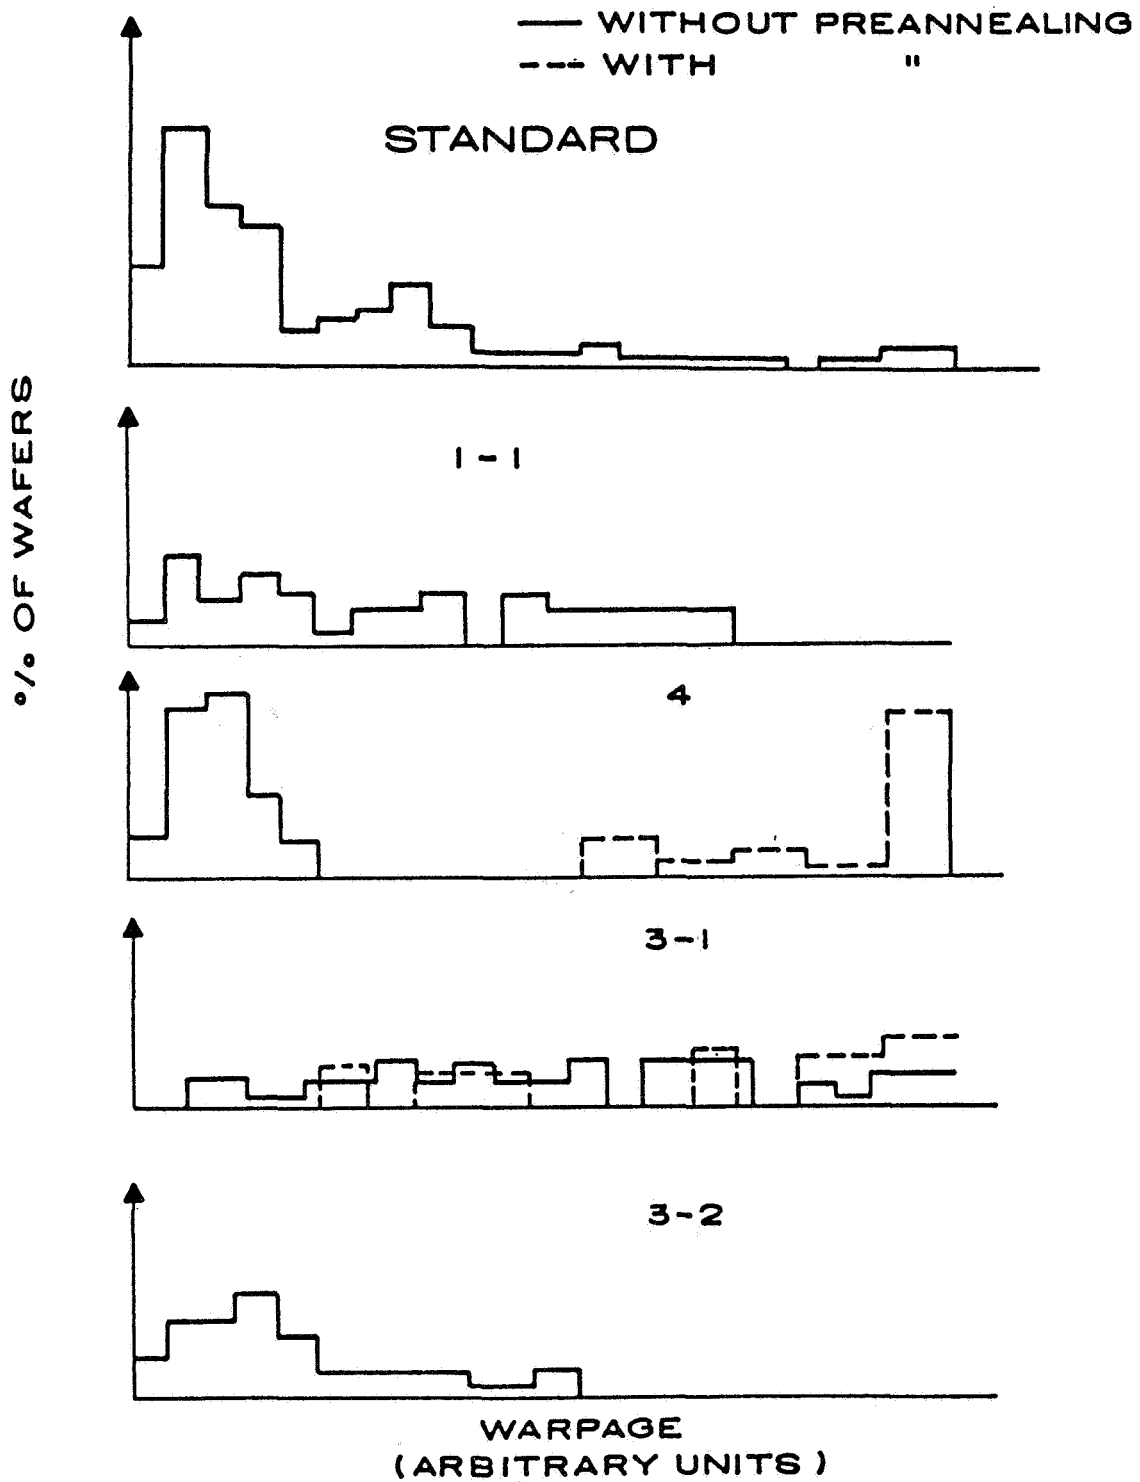 WITHOUT PREANNEALING
WITH "
STANDARD
% OF WAFERS
1-1
4
3-1
3-2
WARPAGE
(ARBITRARY UNITS)